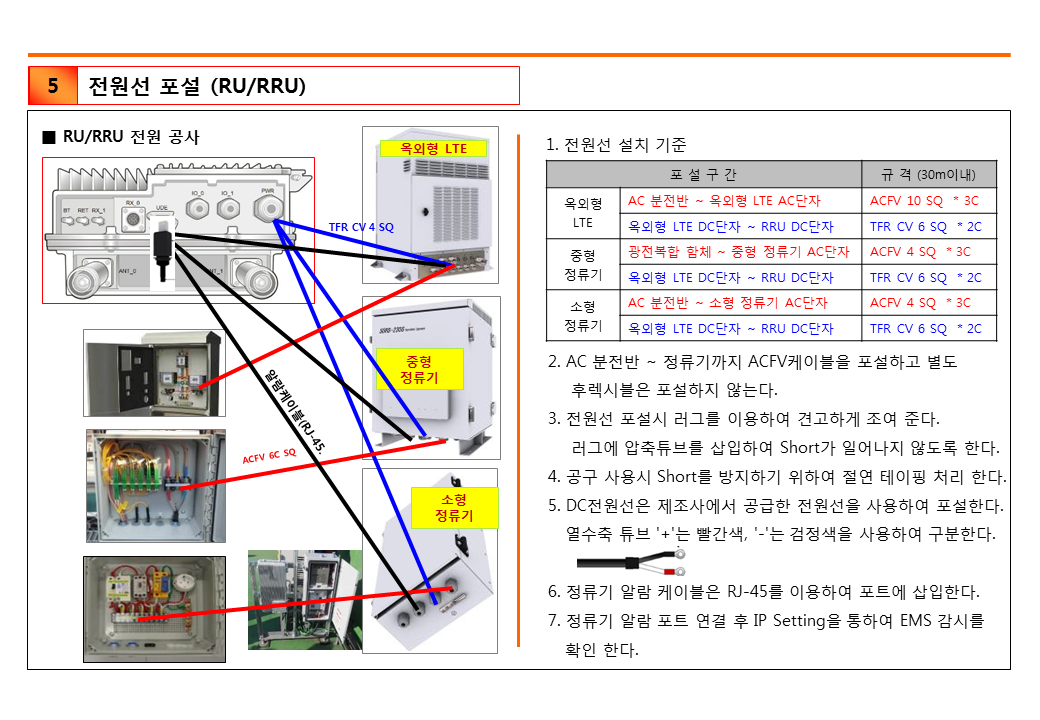 5 전원선 포설 (RU/RRU)
■ RU/RRU 전원 공사
옥외형 LTE
IO_0 IO_1 PWR
RX_0
BT RET RX_1 UDE
ANT_0 ANT_1
TFR CV 4 SQ
중형
정류기
알람케이블(RJ-45.
ACFV 6C SQ
소형
정류기
1. 전원선 설치 기준
포 설 구 간 규 격 (30m이내)
옥외형
LTE
AC 분전반 ~ 옥외형 LTE AC단자 ACFV 10 SQ * 3C
옥외형 LTE DC단자 ~ RRU DC단자 TFR CV 6 SQ * 2C
중형
정류기
광전복합 함체 ~ 중형 정류기 AC단자 ACFV 4 SQ * 3C
옥외형 LTE DC단자 ~ RRU DC단자 TFR CV 6 SQ * 2C
소형
정류기
AC 분전반 ~ 소형 정류기 AC단자 ACFV 4 SQ * 3C
옥외형 LTE DC단자 ~ RRU DC단자 TFR CV 6 SQ * 2C
2. AC 분전반 ~ 정류기까지 ACFV케이블을 포설하고 별도
후렉시블은 포설하지 않는다.
3. 전원선 포설시 러그를 이용하여 견고하게 조여 준다.
러그에 압축튜브를 삽입하여 Short가 일어나지 않도록 한다.
4. 공구 사용시 Short를 방지하기 위하여 절연 테이핑 처리 한다.
5. DC전원선은 제조사에서 공급한 전원선을 사용하여 포설한다.
열수축 튜브 '+'는 빨간색, '-'는 검정색을 사용하여 구분한다.
6. 정류기 알람 케이블은 RJ-45를 이용하여 포트에 삽입한다.
7. 정류기 알람 포트 연결 후 IP Setting을 통하여 EMS 감시를
확인 한다.